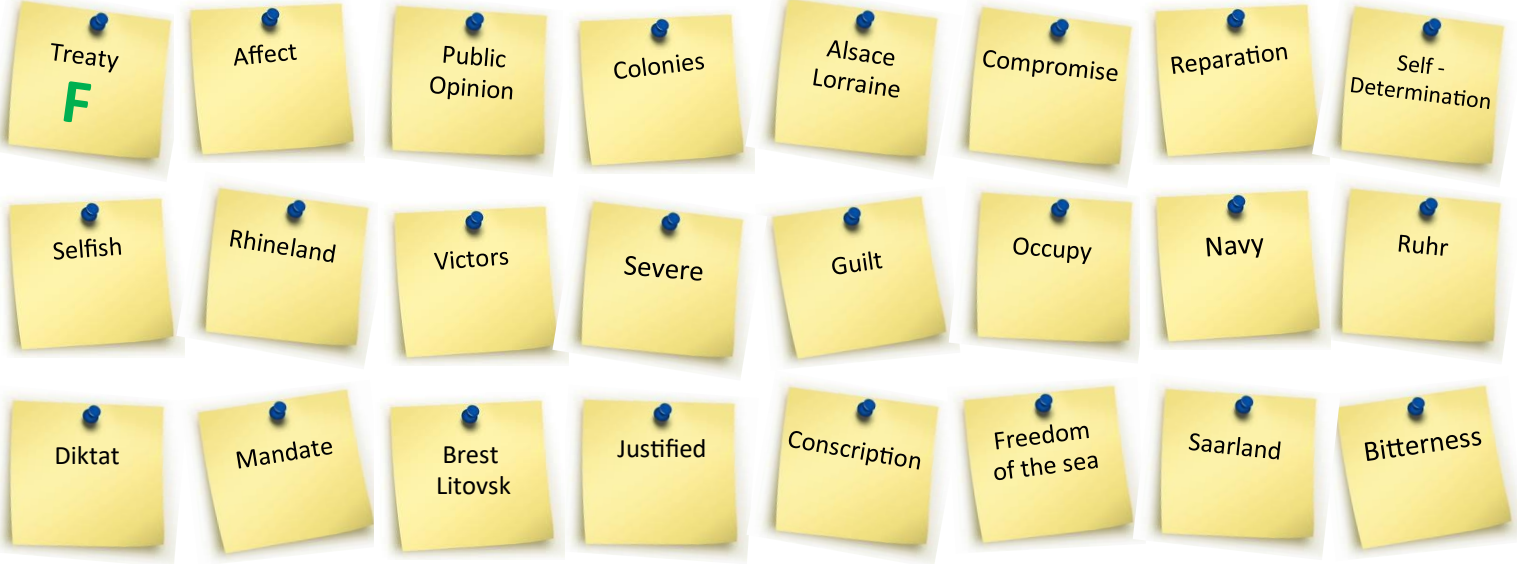 Treaty
F
Affect
Public
Opinion
Colonies
Alsace
Lorraine
Compromise
Reparation
Self -
Determination
Selfish
Rhineland
Victors
Severe
Guilt
Occupy
Navy
Ruhr
Diktat
Mandate
Brest
Litovsk
Justified
Conscription
Freedom
of the sea
Saarland
Bitterness